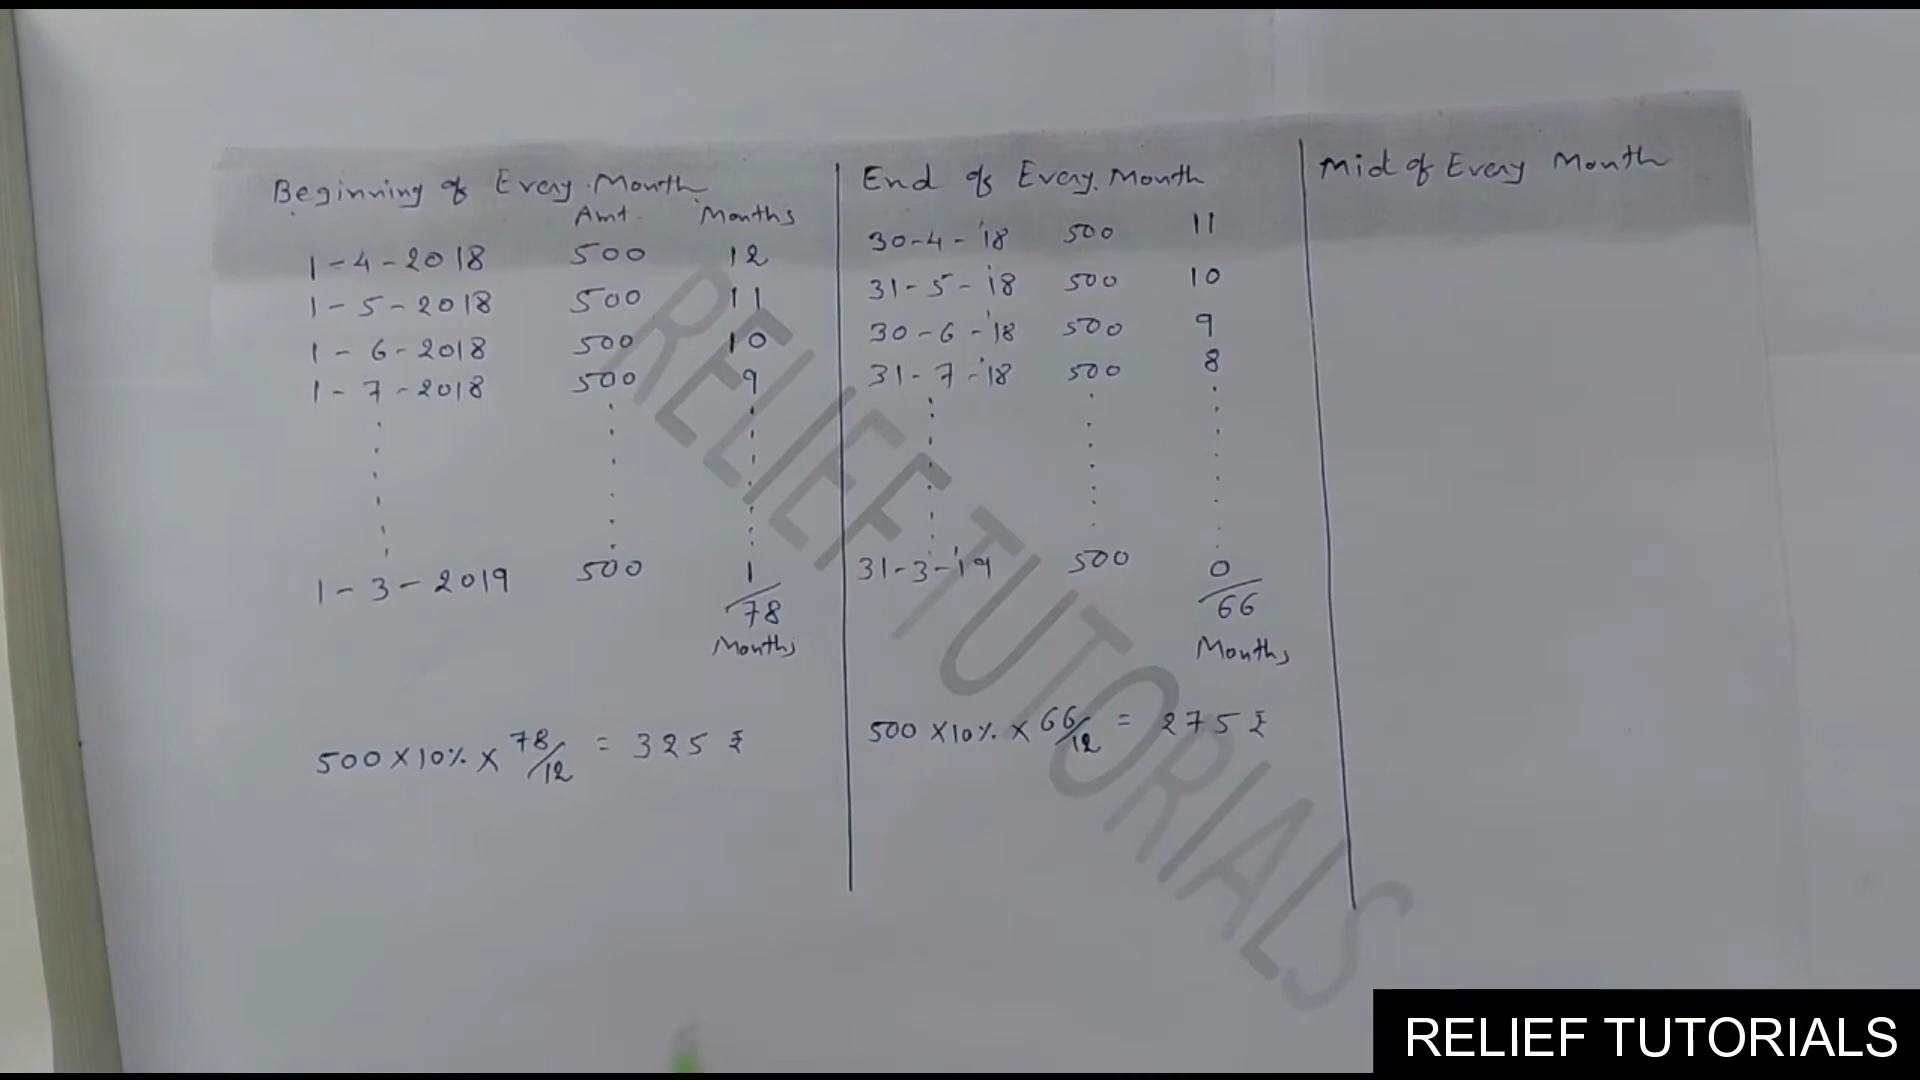 Beginning of Every Month
Amt. Months
1-4-2018 500 12
1-5-2018 500 11
1-6-2018 500 10
1-7-2018 500 9
1-3-2019 500 1
78
Months
500 X 10% X 78/12 = 325 ₹
End of Every Month
30-4-'18 500 11
31-5-'18 500 10
30-6-'18 500 9
31-7-'18 500 8
31-3-'19 500 0
66
Months
500 X 10% X 66/12 = 275 ₹
Mid of Every Month
RELIEF TUTORIALS
RELIEF TUTORIALS